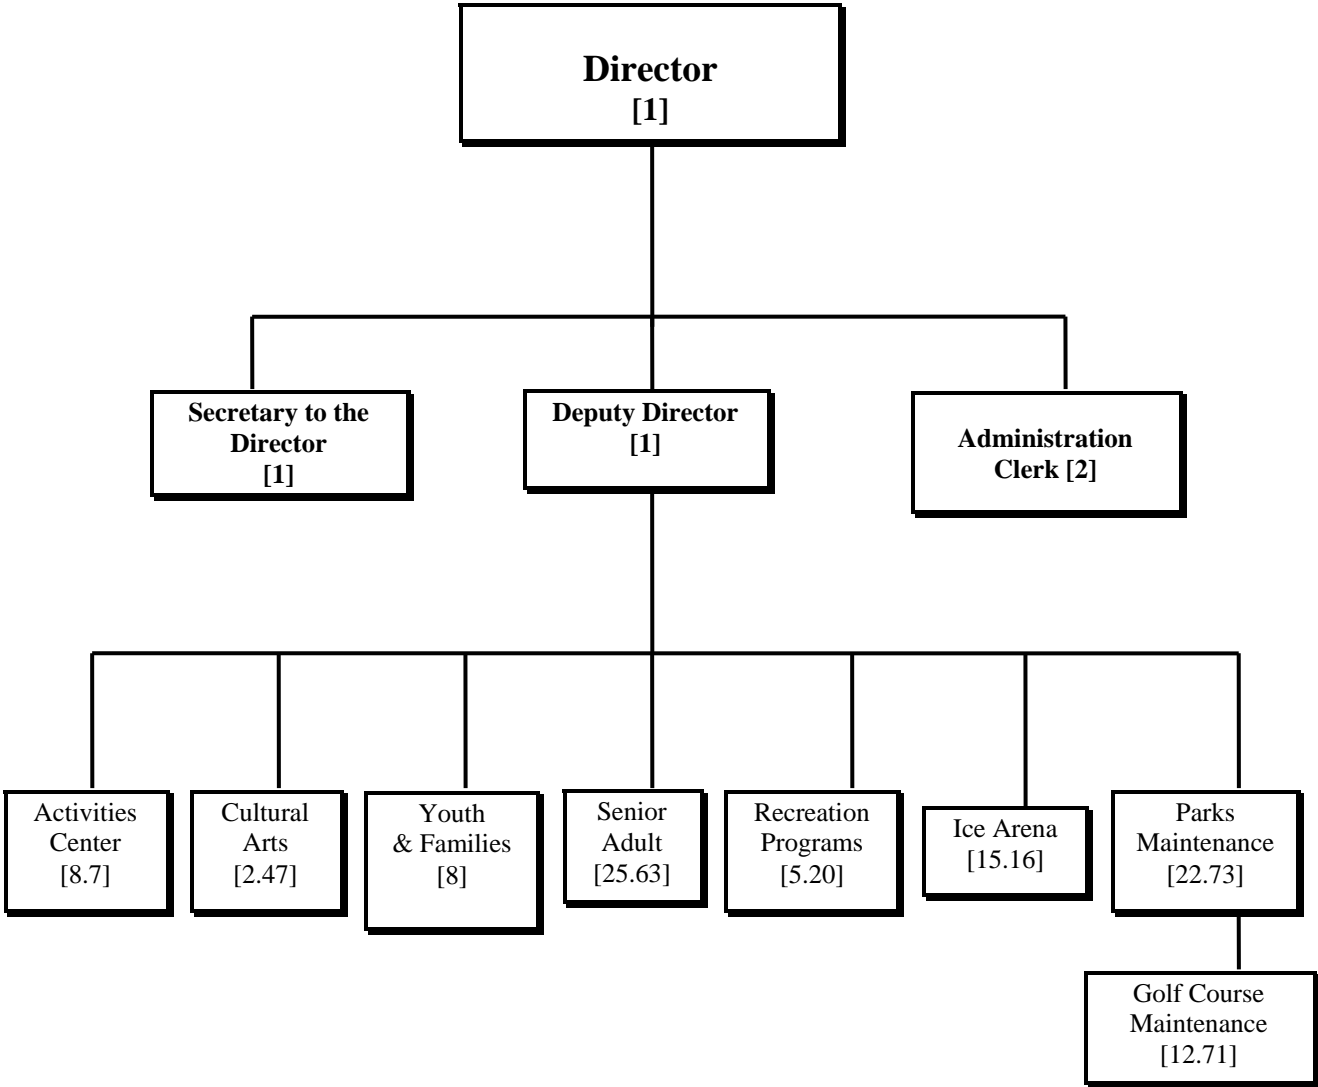 Director
[1]
Secretary to the
Director
[1]
Deputy Director
[1]
Administration
Clerk [2]
Activities
Center
[8.7]
Cultural
Arts
[2.47]
Youth
& Families
[8]
Senior
Adult
[25.63]
Recreation
Programs
[5.20]
Ice Arena
[15.16]
Parks
Maintenance
[22.73]
Golf Course
Maintenance
[12.71]